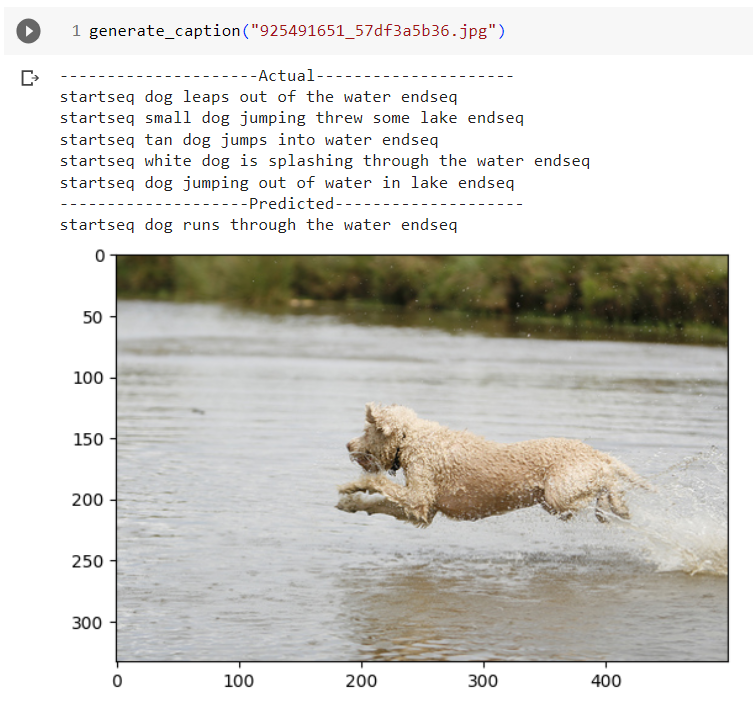 1 generate_caption("925491651_57df3a5b36.jpg")
---------------------Actual---------------------
startseq dog leaps out of the water endseq
startseq small dog jumping threw some lake endseq
startseq tan dog jumps into water endseq
startseq white dog is splashing through the water endseq
startseq dog jumping out of water in lake endseq
--------------------Predicted--------------------
startseq dog runs through the water endseq
0
50
100
150
200
250
300
0 100 200 300 400